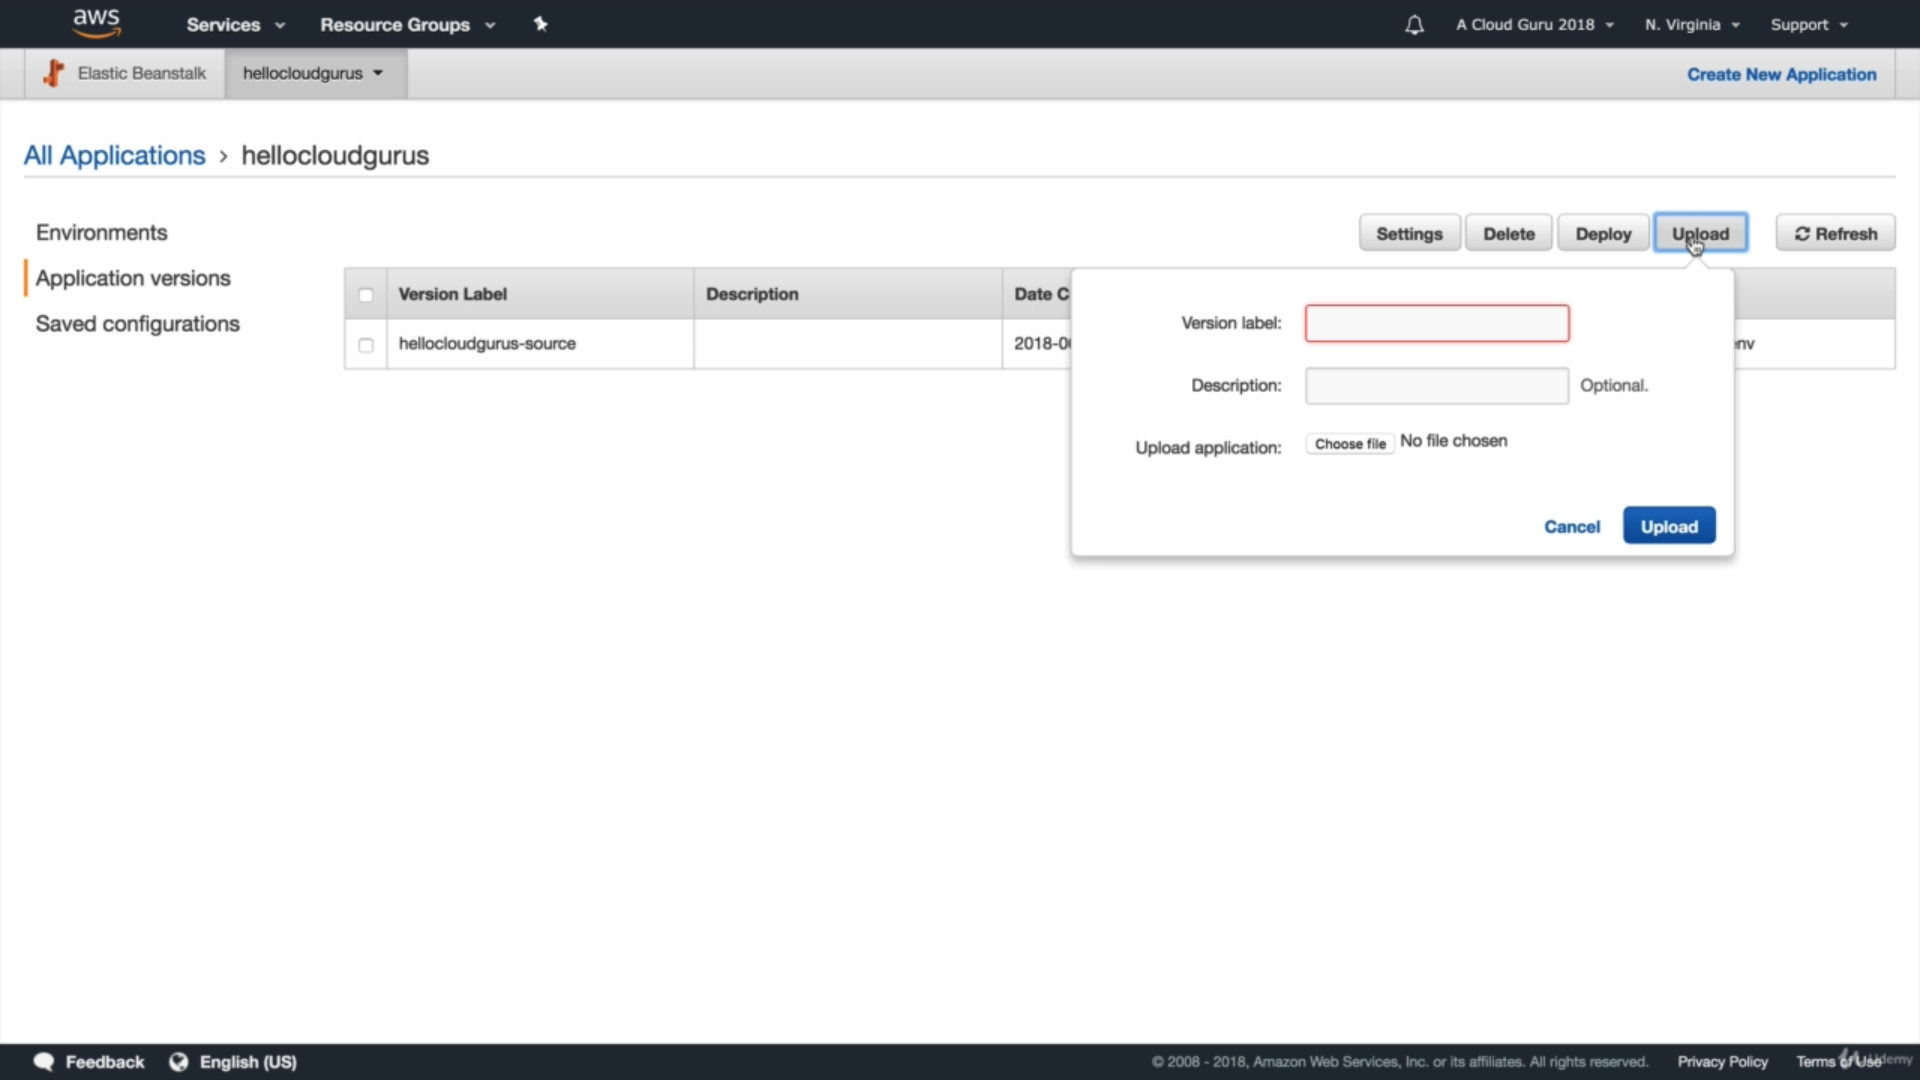 aws Services Resource Groups A Cloud Guru 2018 N. Virginia Support
Elastic Beanstalk hellocloudgurus Create New Application
All Applications › hellocloudgurus
Environments
Application versions
Saved configurations
Settings Delete Deploy Upload Refresh
Version Label Description Date C
hellocloudgurus-source 2018-0 nv
Version label:
Description: Optional.
Upload application: Choose file No file chosen
Cancel Upload
Feedback English (US) © 2008 - 2018, Amazon Web Services, Inc. or its affiliates. All rights reserved. Privacy Policy Terms of Use